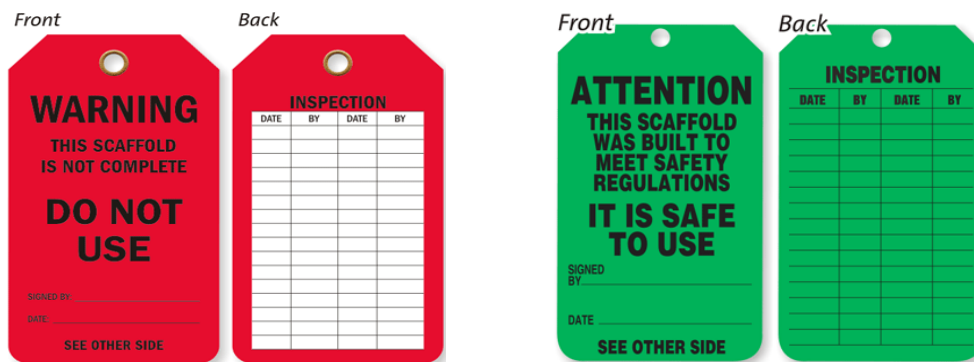 Front
WARNING
THIS SCAFFOLD
IS NOT COMPLETE
DO NOT
USE
SIGNED BY:
DATE:
SEE OTHER SIDE
Back
INSPECTION
DATE BY DATE BY
Front
ATTENTION
THIS SCAFFOLD
WAS BUILT TO
MEET SAFETY
REGULATIONS
IT IS SAFE
TO USE
SIGNED
BY
DATE
SEE OTHER SIDE
Back
INSPECTION
DATE BY DATE BY